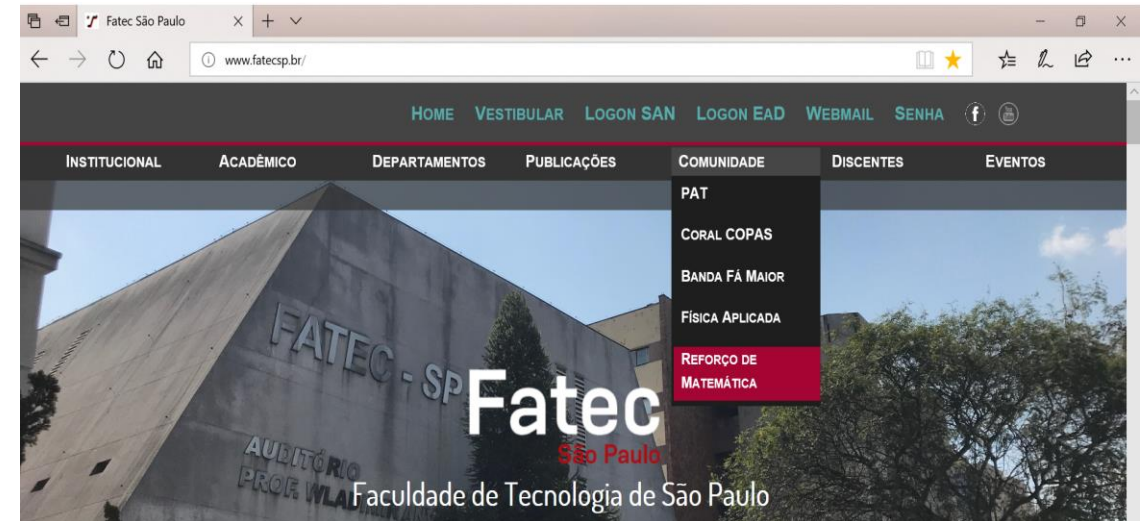 Fatec São Paulo
www.fatecsp.br/
HOME VESTIBULAR LOGON SAN LOGON EAD WEBMAIL SENHA
INSTITUCIONAL ACADÊMICO DEPARTAMENTOS PUBLICAÇÕES COMUNIDADE DISCENTES EVENTOS
PAT
CORAL COPAS
BANDA FÁ MAIOR
FÍSICA APLICADA
REFORÇO DE
MATEMÁTICA
FATEC - SP
Fatec
São Paulo
AUDITÓRIO
PROF.
Faculdade de Tecnologia de São Paulo